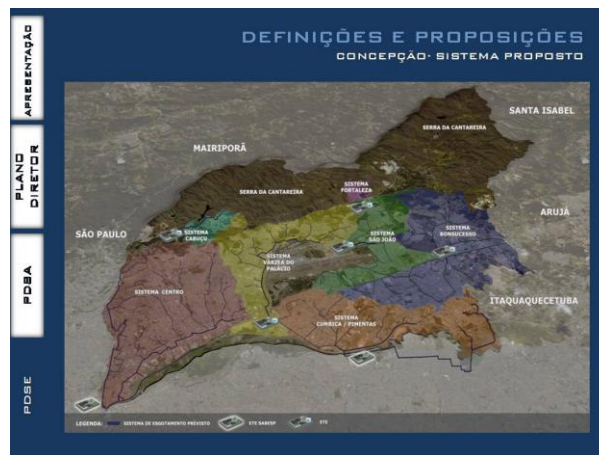 DEFINIÇÕES E PROPOSIÇÕES
CONCEPÇÃO- SISTEMA PROPOSTO
APRESENTAÇÃO
PLANO
DIRETOR
PDBA
PDSE
SANTA ISABEL
SERRA DA CANTAREIRA
MAIRIPORÃ
SERRA DA CANTAREIRA
SISTEMA
FORTALEZA
ARUJÁ
SÃO PAULO
SISTEMA
CABUÇU
SISTEMA
SÃO JOÃO
SISTEMA
BONSUCESSO
SISTEMA
VÁRZEA DO
PALÁCIO
SISTEMA CENTRO
ITAQUAQUECETUBA
SISTEMA
CUMBICA / PIMENTAS
LEGENDA:
SISTEMA DE ESGOTAMENTO PREVISTO
ETE SABESP
ETE